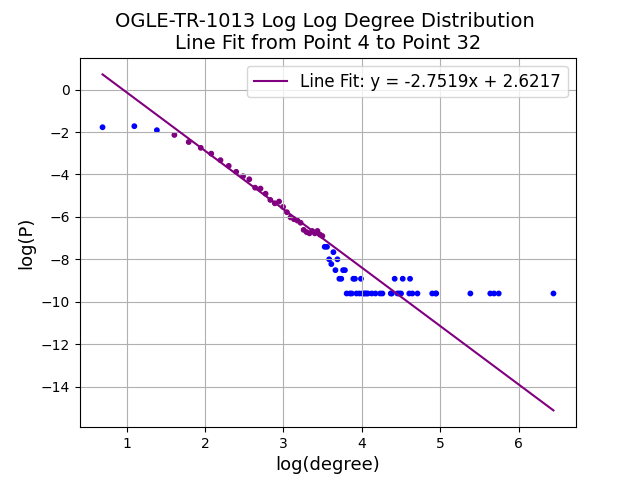 OGLE-TR-1013 Log Log Degree Distribution
Line Fit from Point 4 to Point 32
Line Fit: y = -2.7519x + 2.6217
0
−2
−4
−6
−8
−10
−12
−14
log(P)
1 2 3 4 5 6
log(degree)